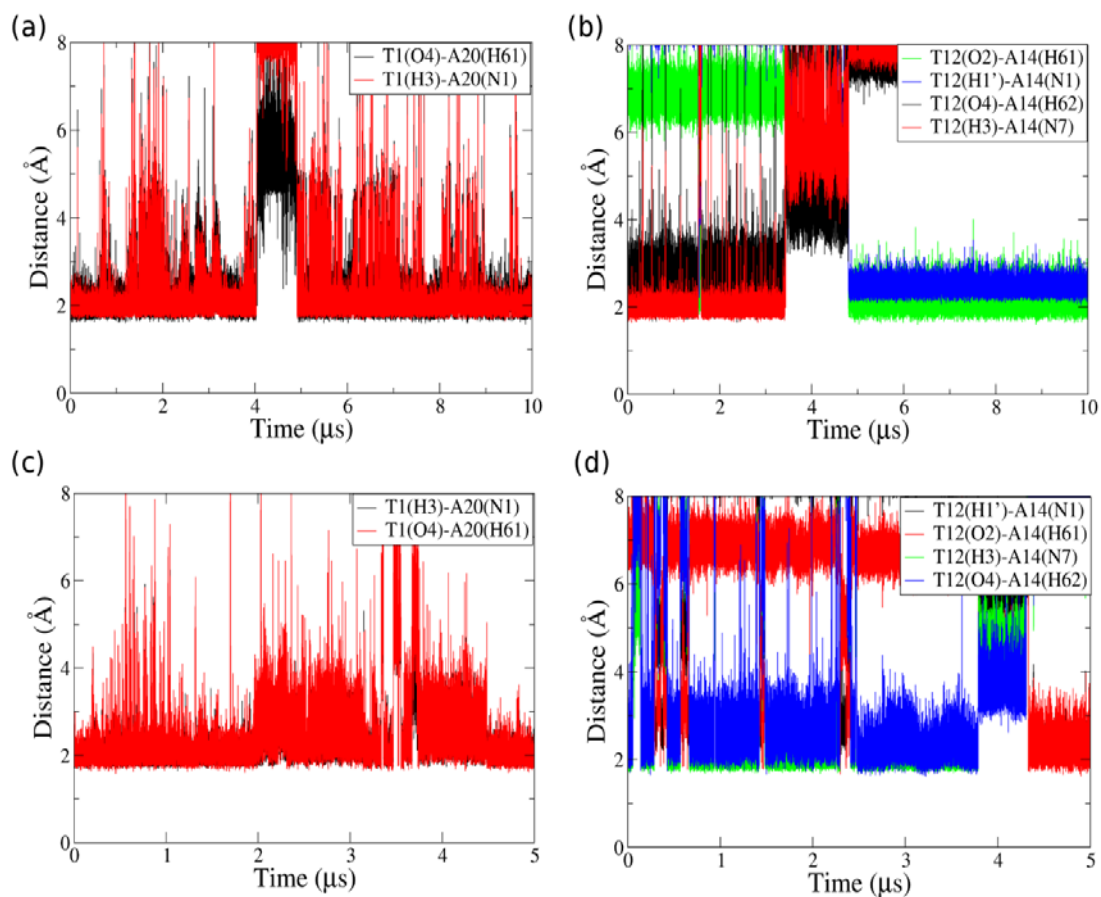 (a)
8
6
4
2
0
Distance (Å)
T1(O4)-A20(H61)
T1(H3)-A20(N1)
0 2 4 6 8 10
Time (μs)
(b)
8
6
4
2
0
Distance (Å)
T12(O2)-A14(H61)
T12(H1')-A14(N1)
T12(O4)-A14(H62)
T12(H3)-A14(N7)
0 2 4 6 8 10
Time (μs)
(c)
8
6
4
2
0
Distance (Å)
T1(H3)-A20(N1)
T1(O4)-A20(H61)
0 1 2 3 4 5
Time (μs)
(d)
8
6
4
2
0
Distance (Å)
T12(H1')-A14(N1)
T12(O2)-A14(H61)
T12(H3)-A14(N7)
T12(O4)-A14(H62)
0 1 2 3 4 5
Time (μs)